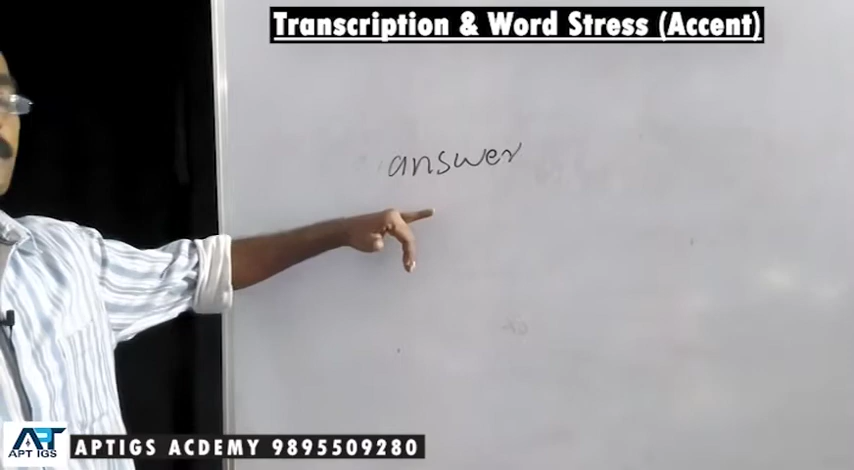 Transcription & Word Stress (Accent)
answer
APT IGS
APTIGS ACDEMY 9895509280